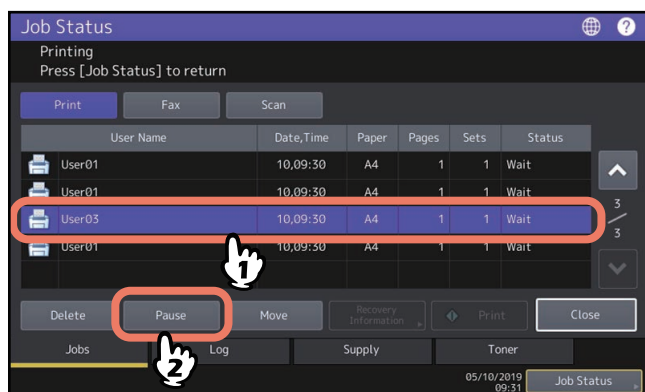 Job Status
?
Printing
Press [Job Status] to return
Print Fax Scan
User Name Date,Time Paper Pages Sets Status
User01 10,09:30 A4 1 1 Wait
User01 10,09:30 A4 1 1 Wait
User03 10,09:30 A4 1 1 Wait
User01 10,09:30 A4 1 1 Wait
3
3
1
Delete Pause Move Recovery Information Print Close
2
Jobs Log Supply Toner
05/10/2019
09:31
Job Status